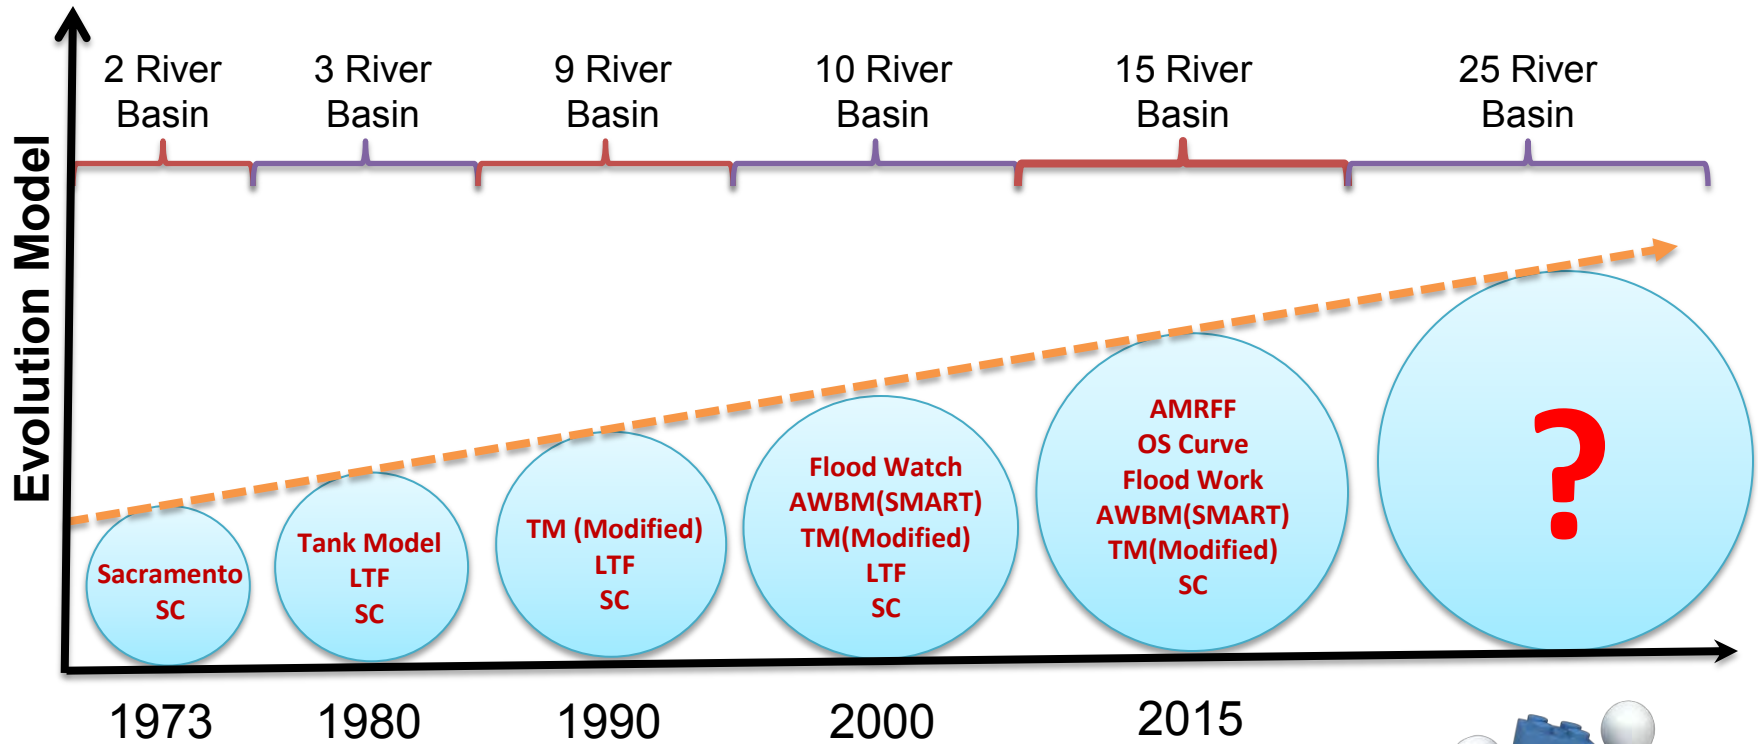 2 River
Basin
3 River
Basin
9 River
Basin
10 River
Basin
15 River
Basin
25 River
Basin
Evolution Model
Sacramento
SC
Tank Model
LTF
SC
TM (Modified)
LTF
SC
Flood Watch
AWBM(SMART)
TM(Modified)
LTF
SC
AMRFF
OS Curve
Flood Work
AWBM(SMART)
TM(Modified)
SC
?
1973
1980
1990
2000
2015